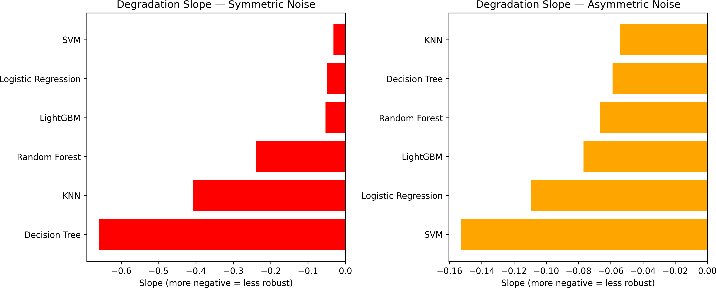 Degradation Slope — Symmetric Noise
SVM
Logistic Regression
LightGBM
Random Forest
KNN
Decision Tree
−0.6 −0.5 −0.4 −0.3 −0.2 −0.1 0.0
Slope (more negative = less robust)
Degradation Slope — Asymmetric Noise
KNN
Decision Tree
Random Forest
LightGBM
Logistic Regression
SVM
−0.16 −0.14 −0.12 −0.10 −0.08 −0.06 −0.04 −0.02 0.00
Slope (more negative = less robust)